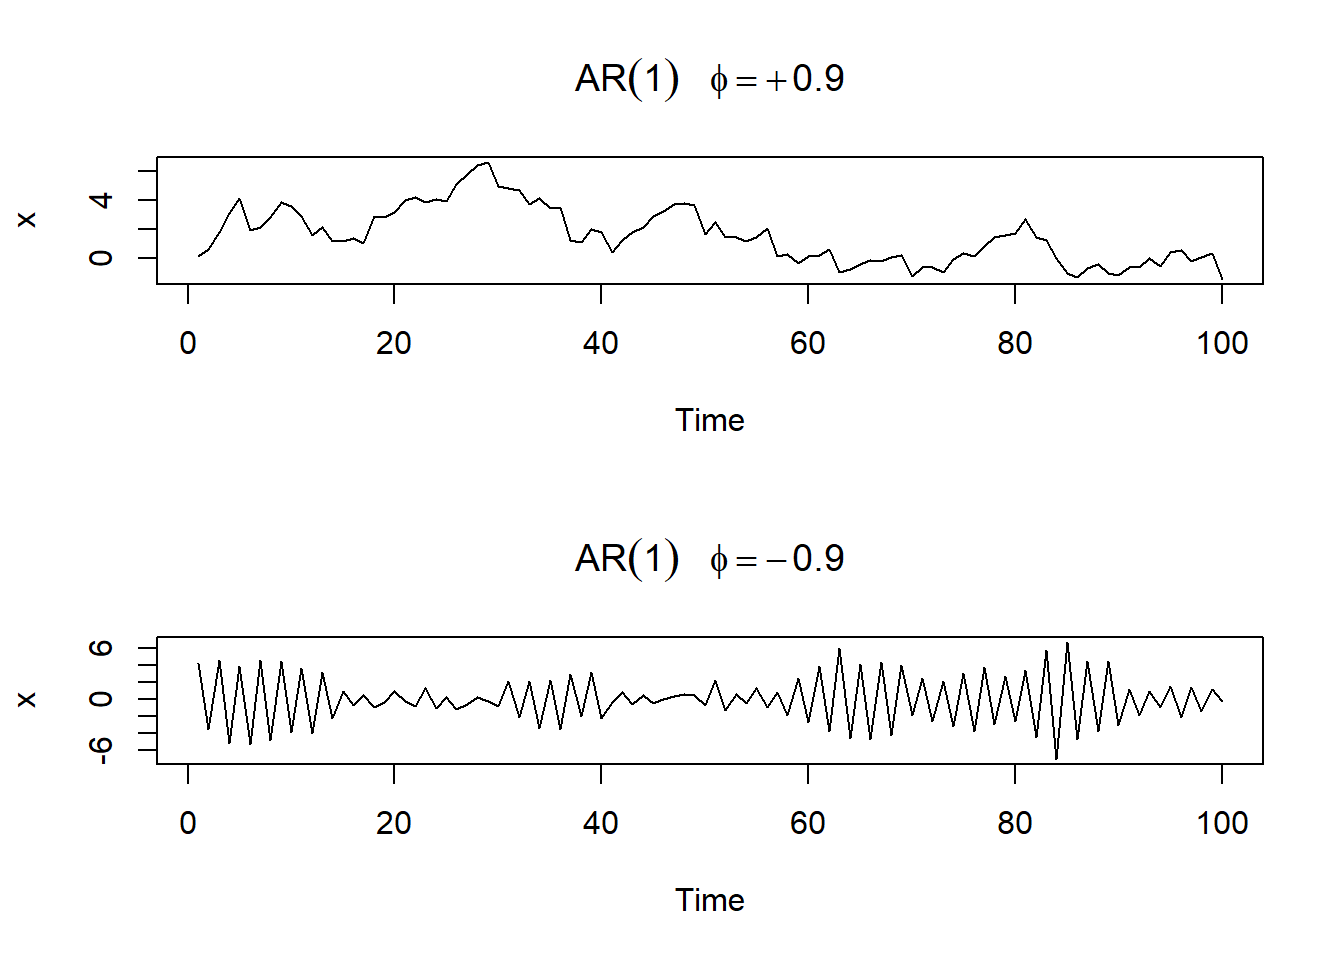 AR(1) ϕ = +0.9
x
4
0
0 20 40 60 80 100
Time
AR(1) ϕ = −0.9
x
6
0
-6
0 20 40 60 80 100
Time